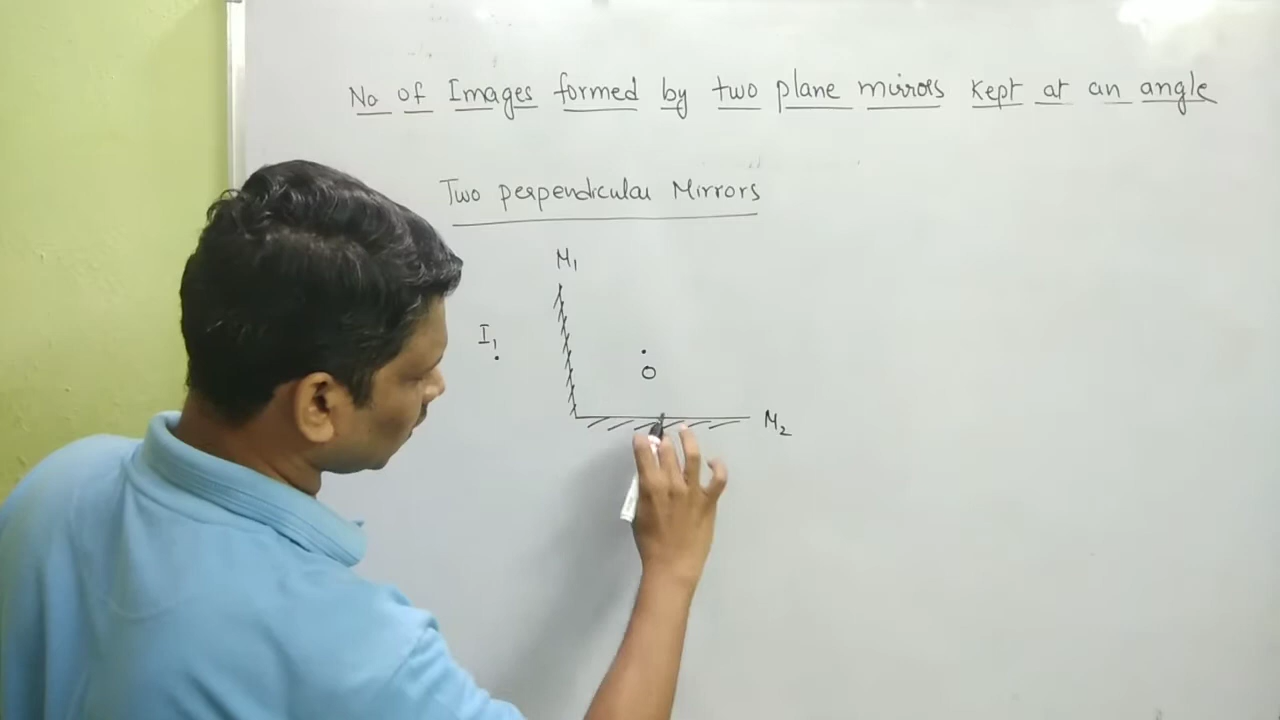 No of Images formed by two plane mirrors kept at an angle
Two perpendicular Mirrors
M1
I1
O
M2